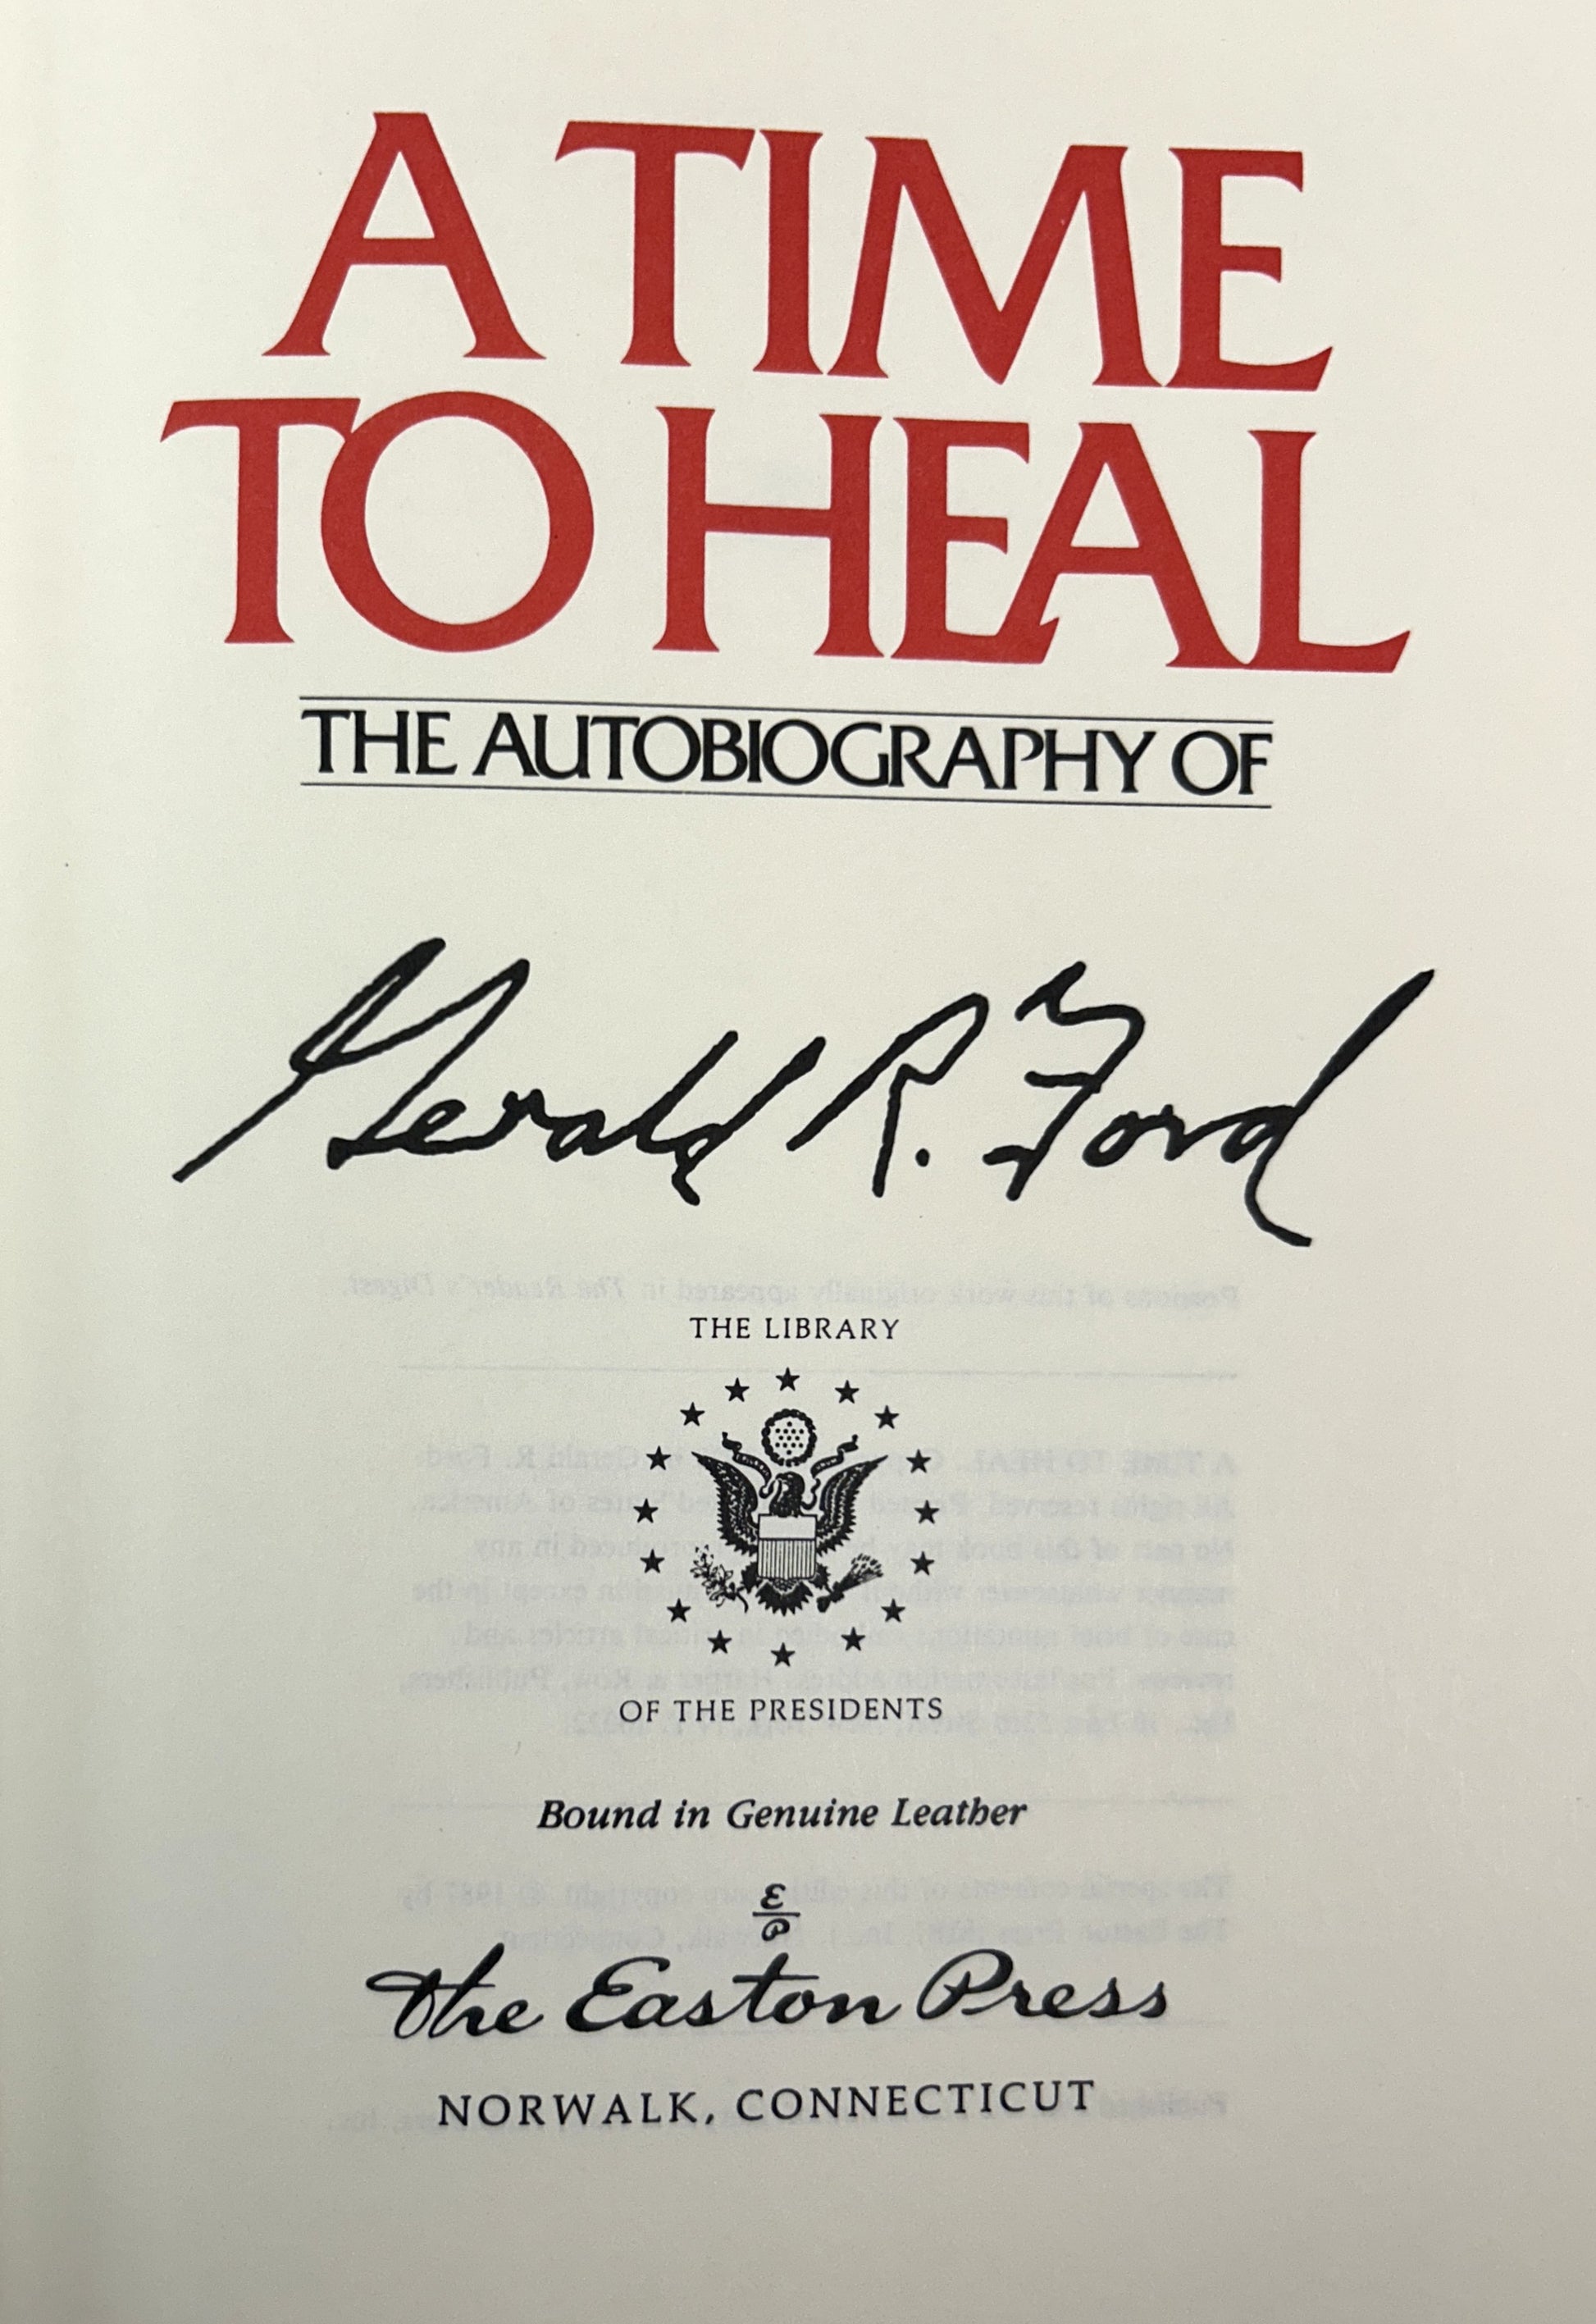 A TIME
TO HEAL
THE AUTOBIOGRAPHY OF
Gerald R. Ford
THE LIBRARY
OF THE PRESIDENTS
Bound in Genuine Leather
The Easton Press
NORWALK, CONNECTICUT